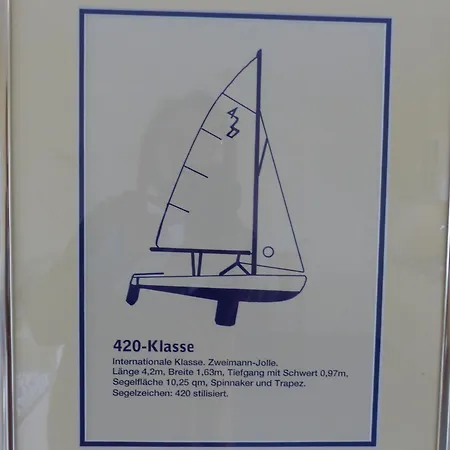 420-Klasse
Internationale Klasse. Zweimann-Jolle.
Länge 4,2m, Breite 1,63m, Tiefgang mit Schwert 0,97m,
Segelfläche 10,25 qm, Spinnaker und Trapez.
Segelzeichen: 420 stilisiert.